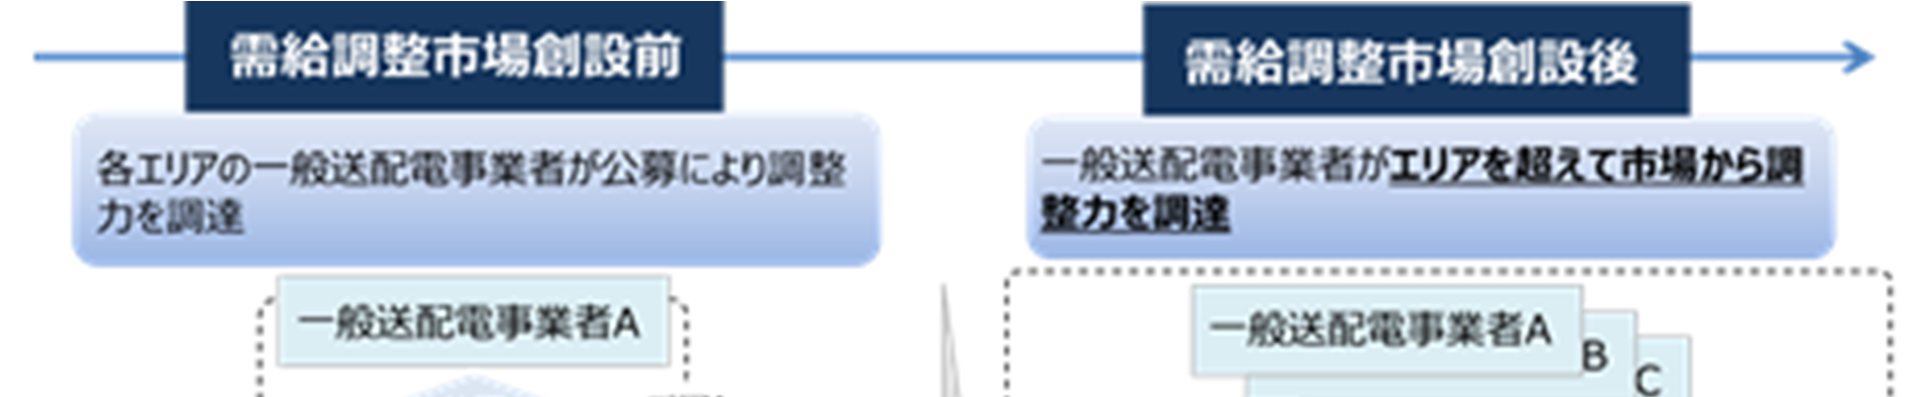 需給調整市場創設前
需給調整市場創設後
各エリアの一般送配電事業者が公募により調整
力を調達
一般送配電事業者がエリアを超えて市場から調
整力を調達
一般送配電事業者A
一般送配電事業者A
B
C